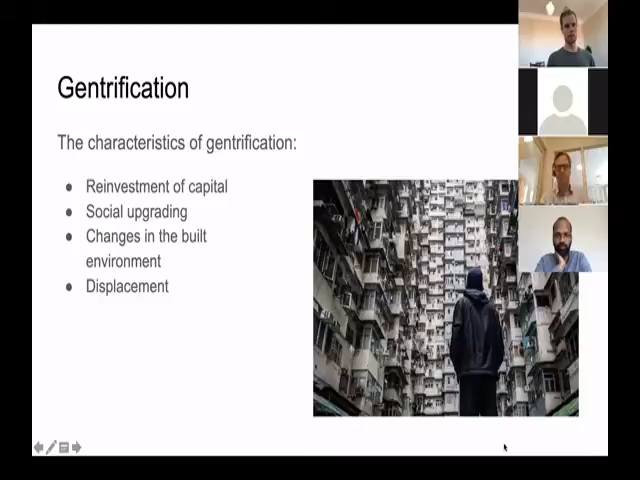 Gentrification
The characteristics of gentrification:
● Reinvestment of capital
● Social upgrading
● Changes in the built
environment
● Displacement